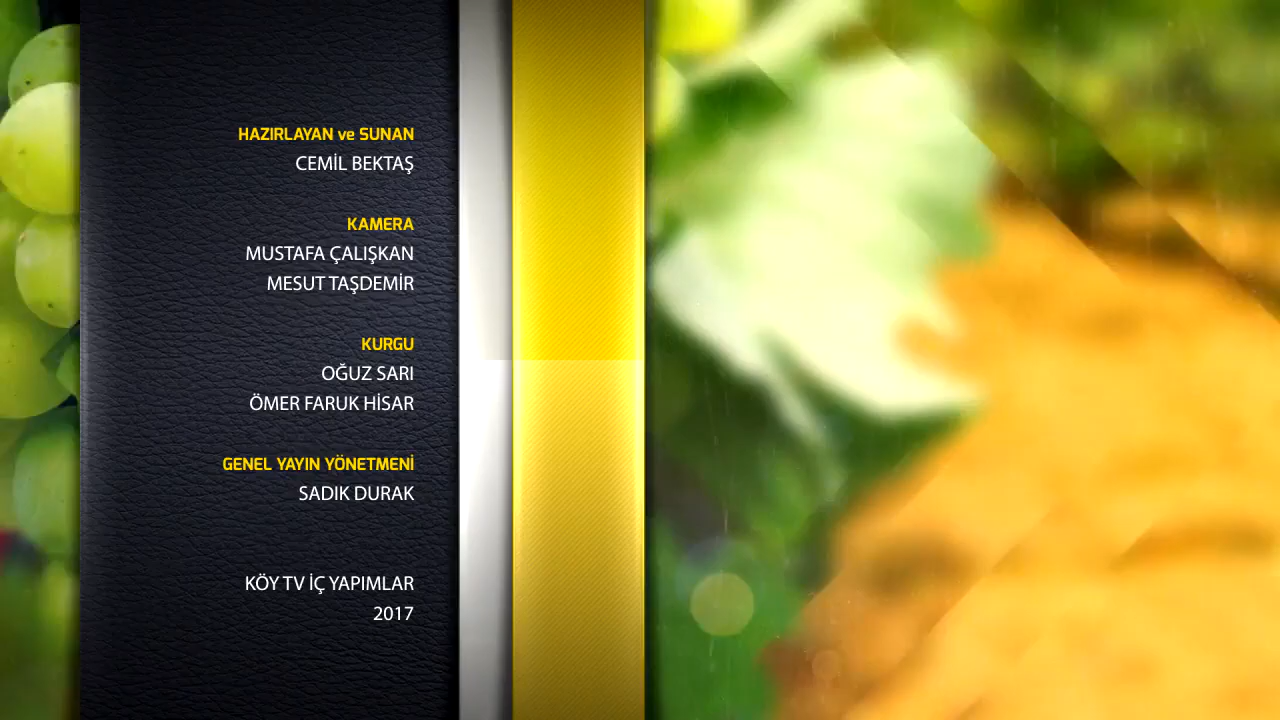 HAZIRLAYAN ve SUNAN
CEMİL BEKTAŞ
KAMERA
MUSTAFA ÇALIŞKAN
MESUT TAŞDEMİR
KURGU
OĞUZ SARI
ÖMER FARUK HİSAR
GENEL YAYIN YÖNETMENİ
SADIK DURAK
KÖY TV İÇ YAPIMLAR
2017